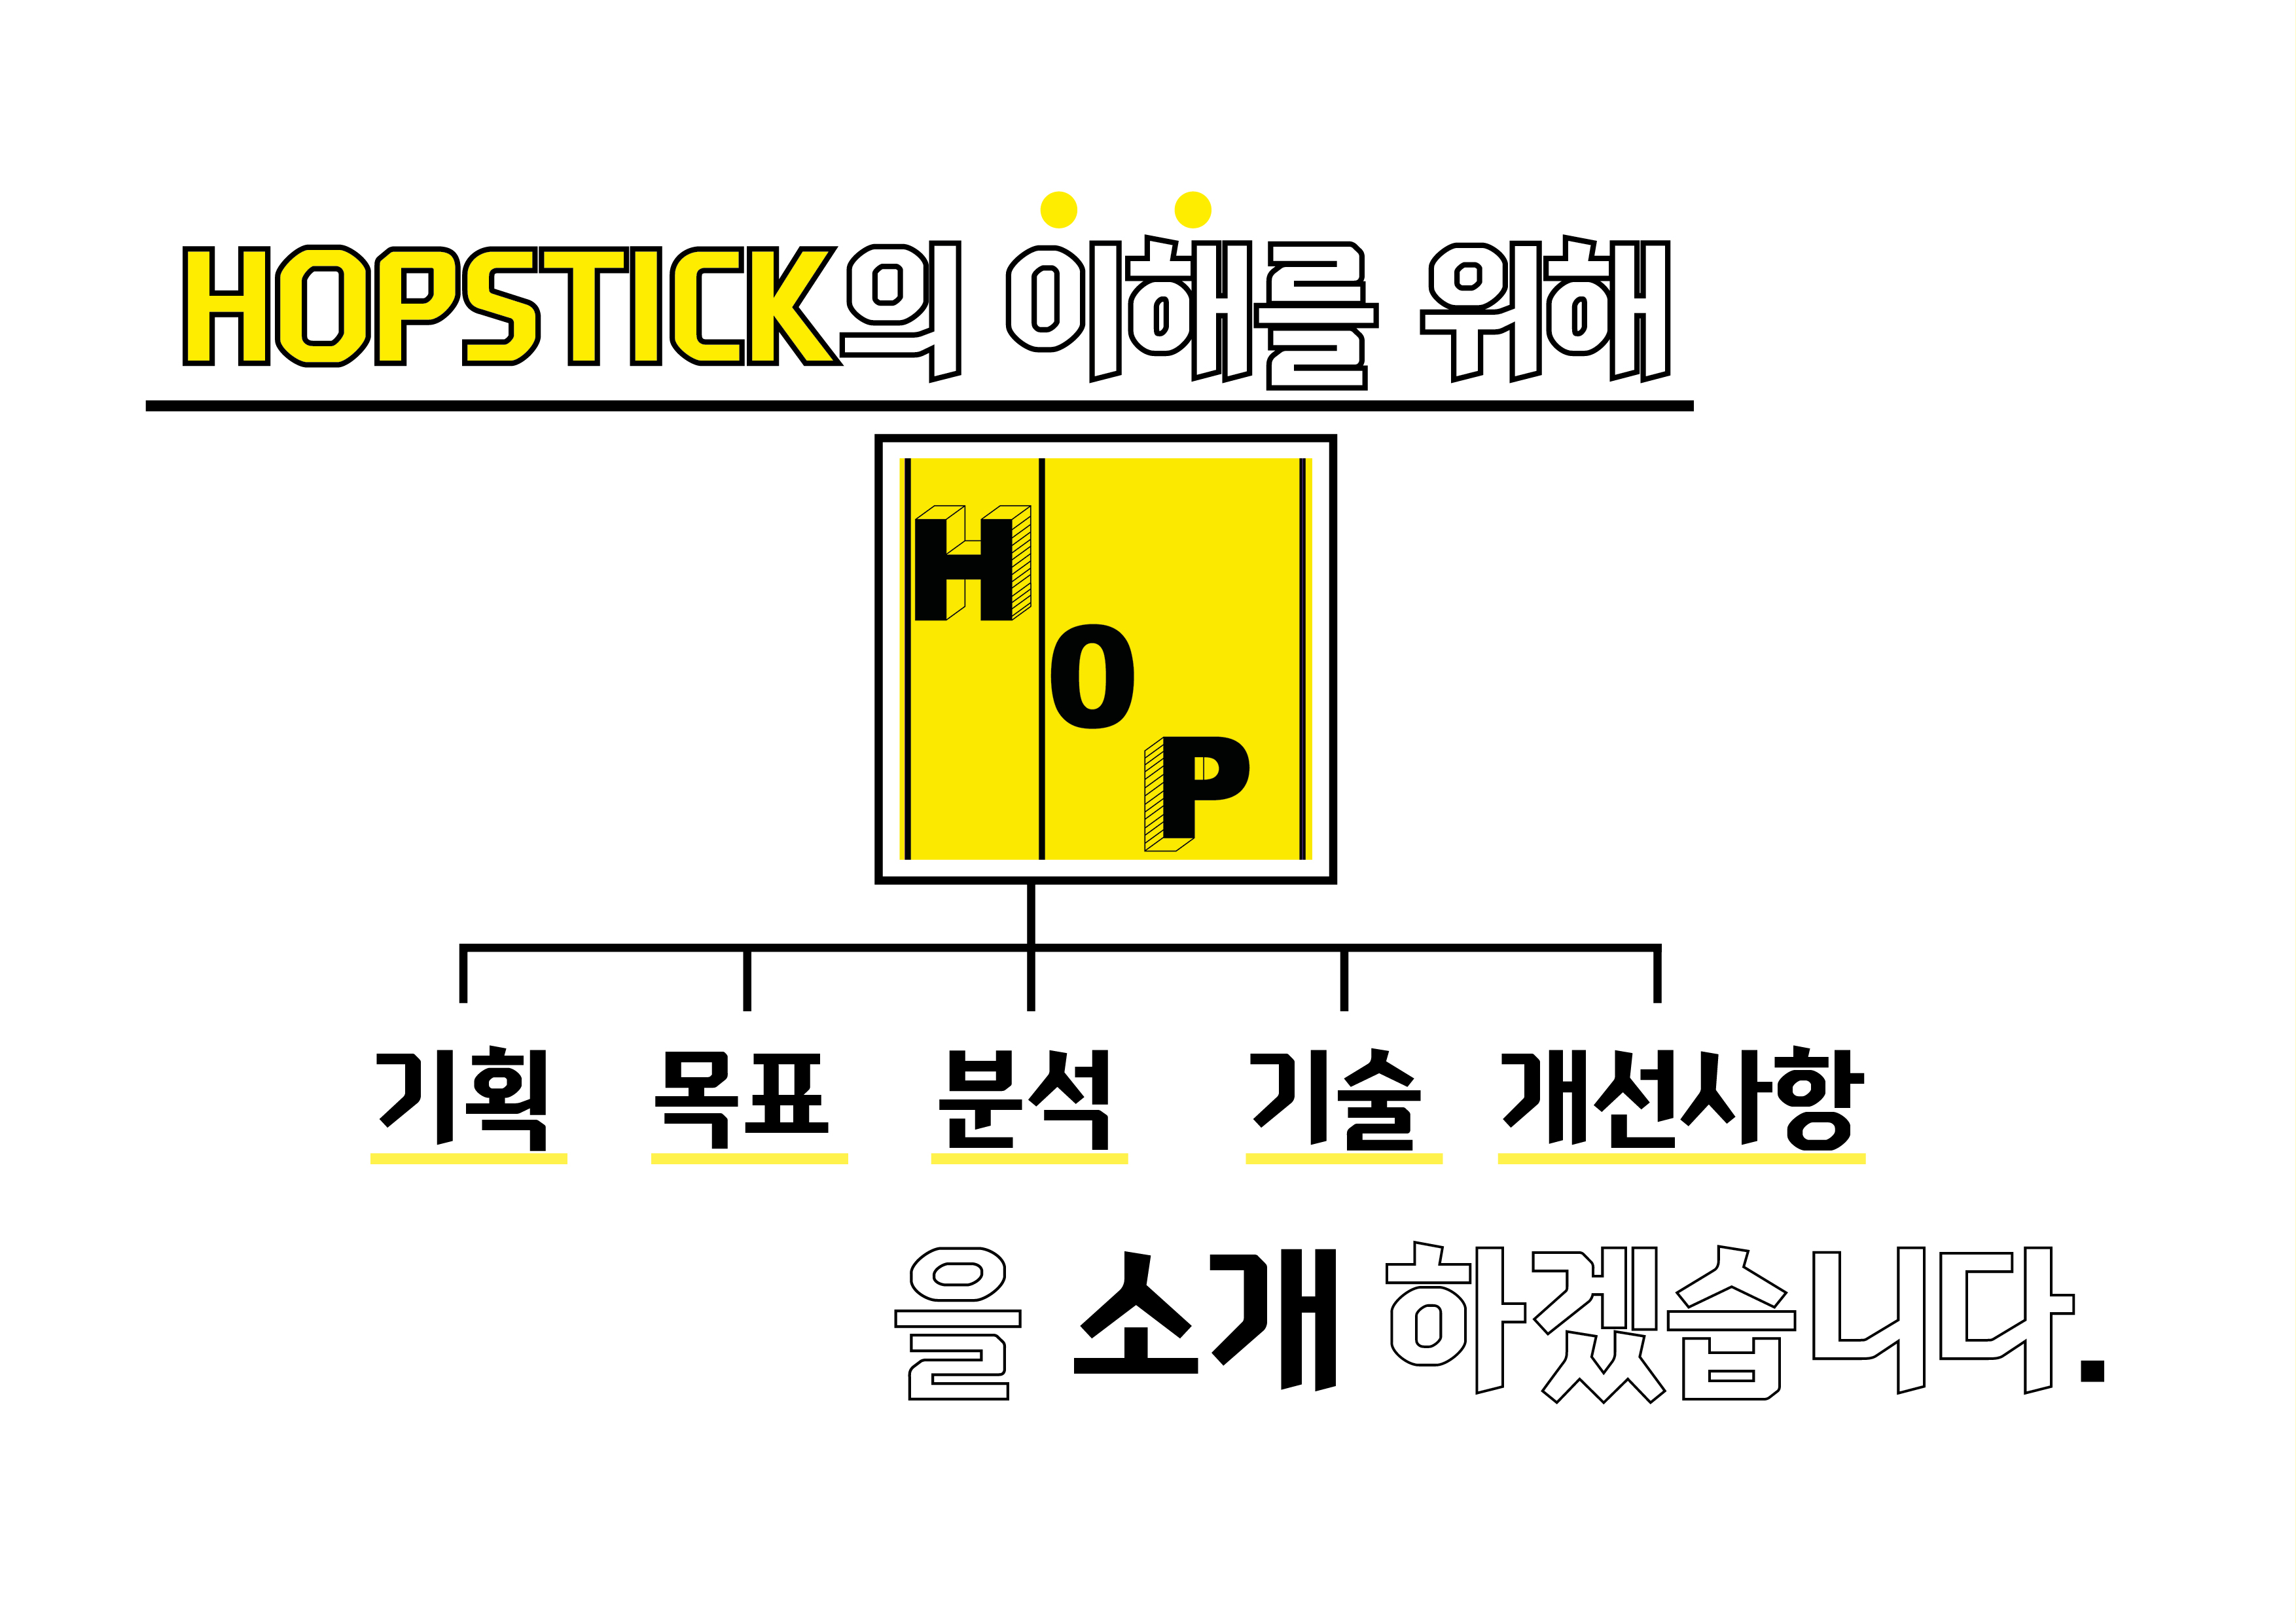 HOPSTICK의 이해를 위해
H
O
P
기획 목표 분석 기술 개선사항
을 소개 하겠습니다.